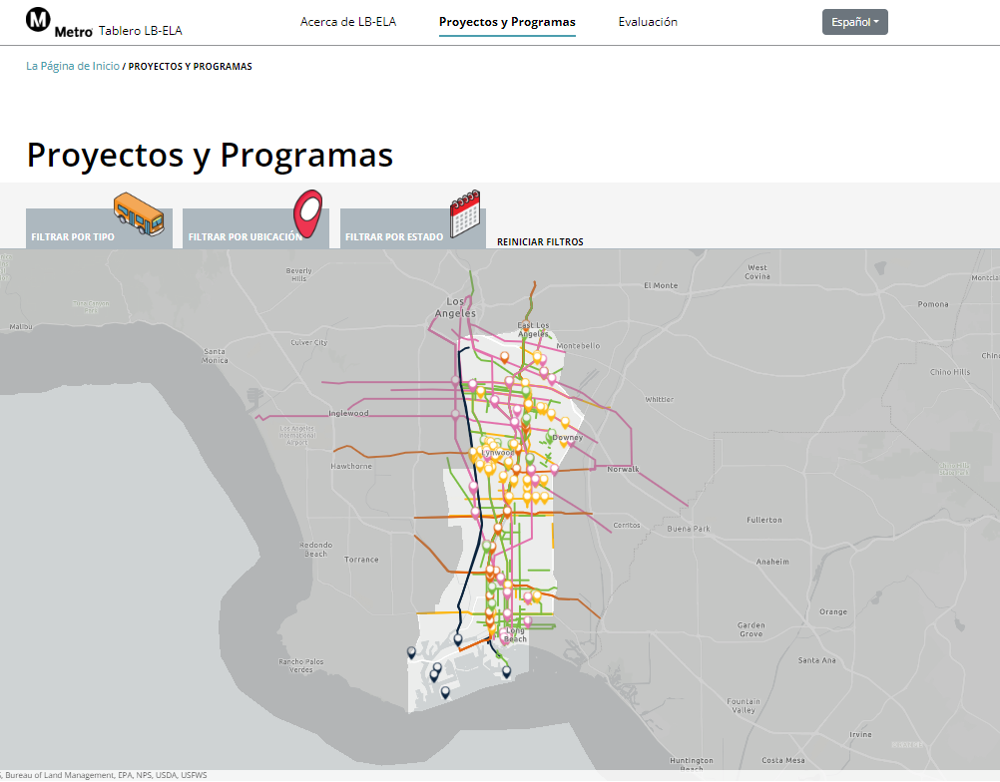 M Metro Tablero LB-ELA
Acerca de LB-ELA
Proyectos y Programas
Evaluación
Español
La Página de Inicio / PROYECTOS Y PROGRAMAS
Proyectos y Programas
FILTRAR POR TIPO
FILTRAR POR UBICACIÓN
FILTRAR POR ESTADO
REINICIAR FILTROS
Beverly
Hills
West
Covina
El Monte
Los
Angeles
Pomona
Malibu
East Los
Angeles
Culver City
Montebello
Santa
Monica
Chino Hills
Whittier
Inglewood
Los Angeles
International
Airport
Downey
Lynwood
Hawthorne
Norwalk
Fullerton
Cerritos
Buena Park
Redondo
Beach
Torrance
Anaheim
Orange
Garden
Grove
Long
Beach
Rancho Palos
Verdes
Santa Ana
Fountain
Valley
Irvine
Huntington
Beach
Costa Mesa
, Bureau of Land Management, EPA, NPS, USDA, USFWS